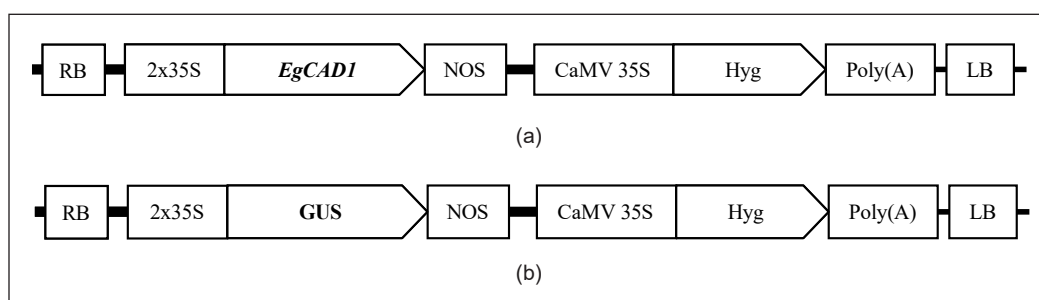 RB 2x35S EgCAD1 NOS CaMV 35S Hyg Poly(A) LB
(a)
RB 2x35S GUS NOS CaMV 35S Hyg Poly(A) LB
(b)